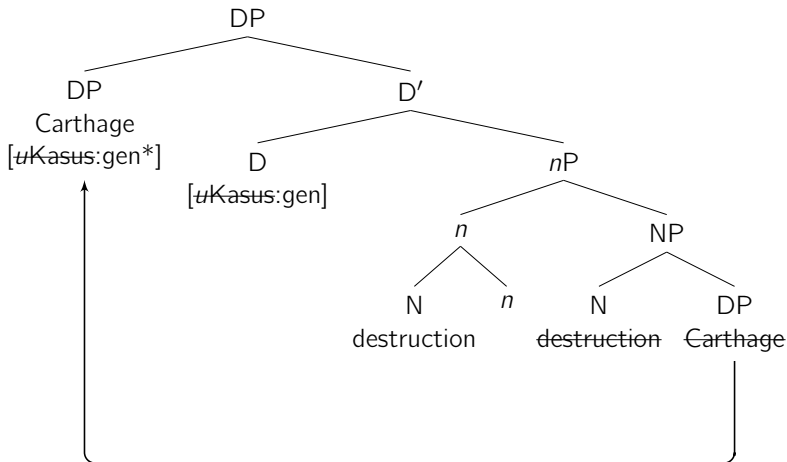 DP
DP D′
Carthage
[uKasus:gen*] D nP
[uKasus:gen]
n NP
N n N DP
destruction destruction Carthage